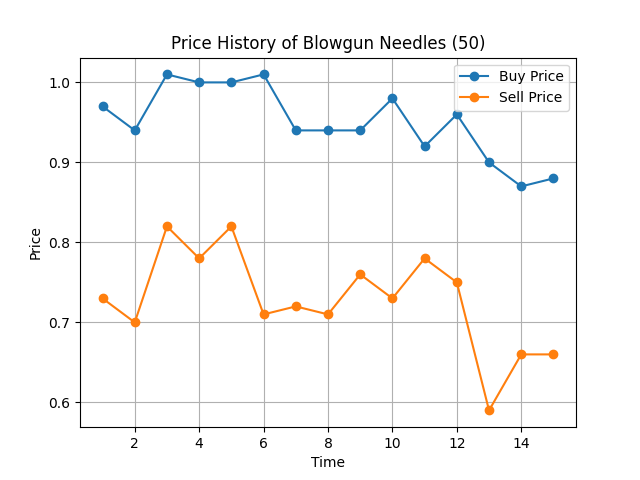 Price History of Blowgun Needles (50)
Buy Price
Sell Price
1.0
0.9
0.8
0.7
0.6
Price
2 4 6 8 10 12 14
Time